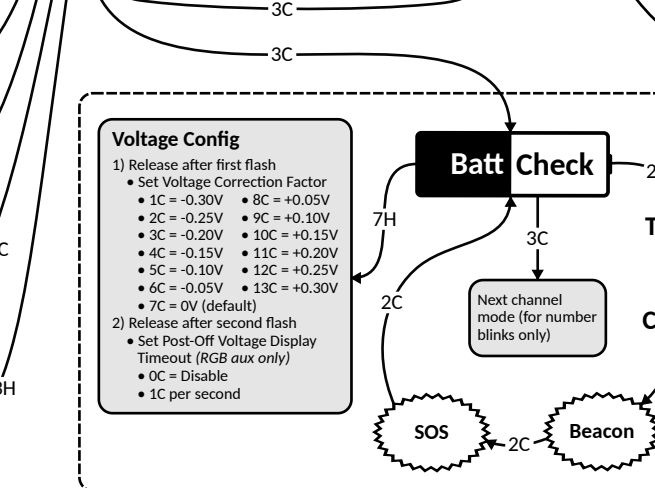 3C
3C
Voltage Config
1) Release after first flash
• Set Voltage Correction Factor
• 1C = -0.30V • 8C = +0.05V
• 2C = -0.25V • 9C = +0.10V
• 3C = -0.20V • 10C = +0.15V
• 4C = -0.15V • 11C = +0.20V
• 5C = -0.10V • 12C = +0.25V
• 6C = -0.05V • 13C = +0.30V
• 7C = 0V (default)
2) Release after second flash
• Set Post-Off Voltage Display
Timeout (RGB aux only)
• 0C = Disable
• 1C per second
Batt Check
7H
3C
2C
Next channel
mode (for number
blinks only)
SOS
2C
Beacon